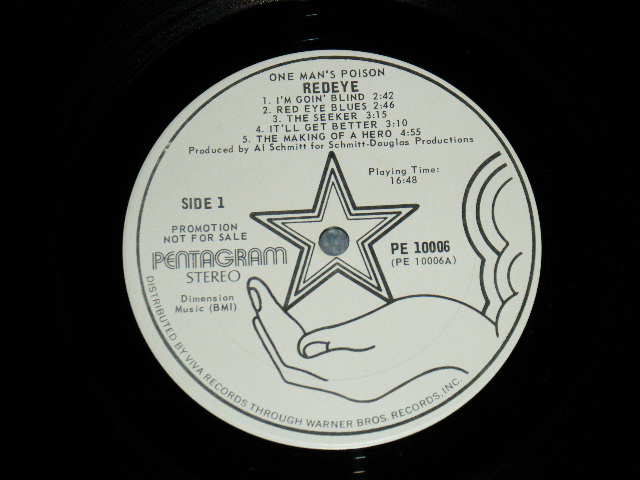 ONE MAN'S POISON
REDEYE
1. I'M GOIN' BLIND 2:42
2. RED EYE BLUES 2:46
3. THE SEEKER 3:15
4. IT'LL GET BETTER 3:10
5. THE MAKING OF A HERO 4:55
Produced by Al Schmitt for Schmitt-Douglas Productions
Playing Time:
16:48
SIDE 1
PROMOTION
NOT FOR SALE
PENTAGRAM
STEREO
PE 10006
(PE 10006A)
Dimension
Music (BMI)
DISTRIBUTED BY VIVA RECORDS THROUGH WARNER BROS. RECORDS, INC.